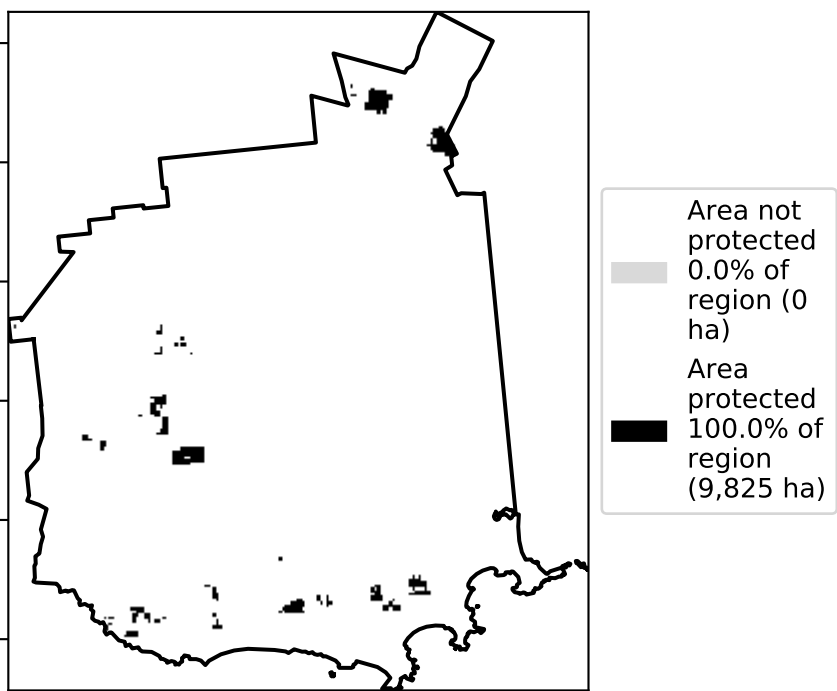 Area not
protected
0.0% of
region (0
ha)
Area
protected
100.0% of
region
(9,825 ha)